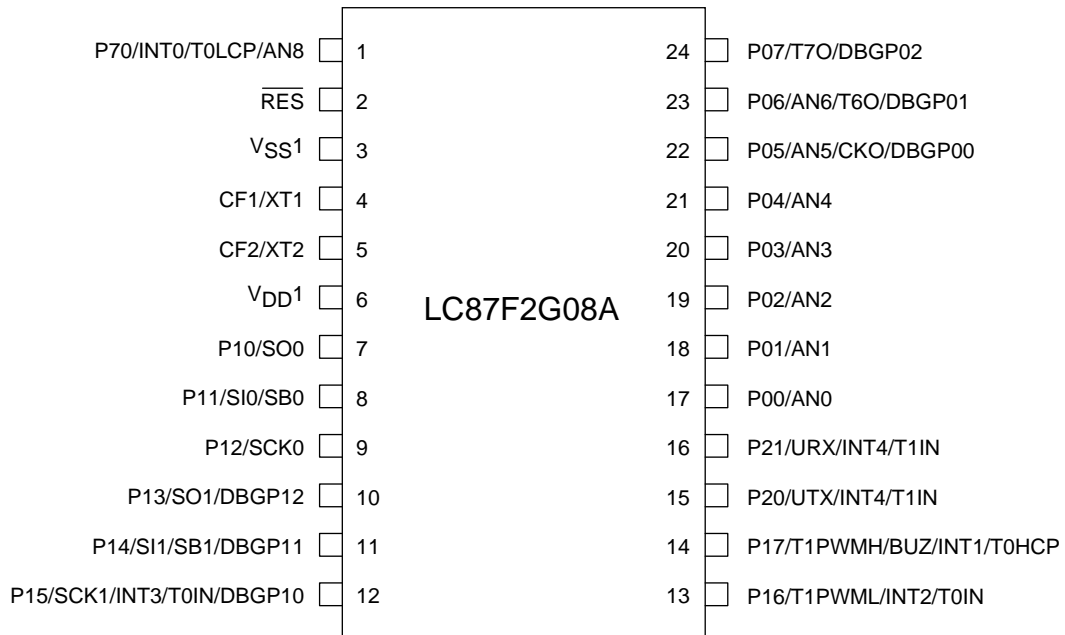 P70/INT0/T0LCP/AN8 1 24 P07/T7O/DBGP02
RES 2 23 P06/AN6/T6O/DBGP01
VSS1 3 22 P05/AN5/CKO/DBGP00
CF1/XT1 4 21 P04/AN4
CF2/XT2 5 20 P03/AN3
VDD1 6 19 P02/AN2
LC87F2G08A
P10/SO0 7 18 P01/AN1
P11/SI0/SB0 8 17 P00/AN0
P12/SCK0 9 16 P21/URX/INT4/T1IN
P13/SO1/DBGP12 10 15 P20/UTX/INT4/T1IN
P14/SI1/SB1/DBGP11 11 14 P17/T1PWMH/BUZ/INT1/T0HCP
P15/SCK1/INT3/T0IN/DBGP10 12 13 P16/T1PWML/INT2/T0IN